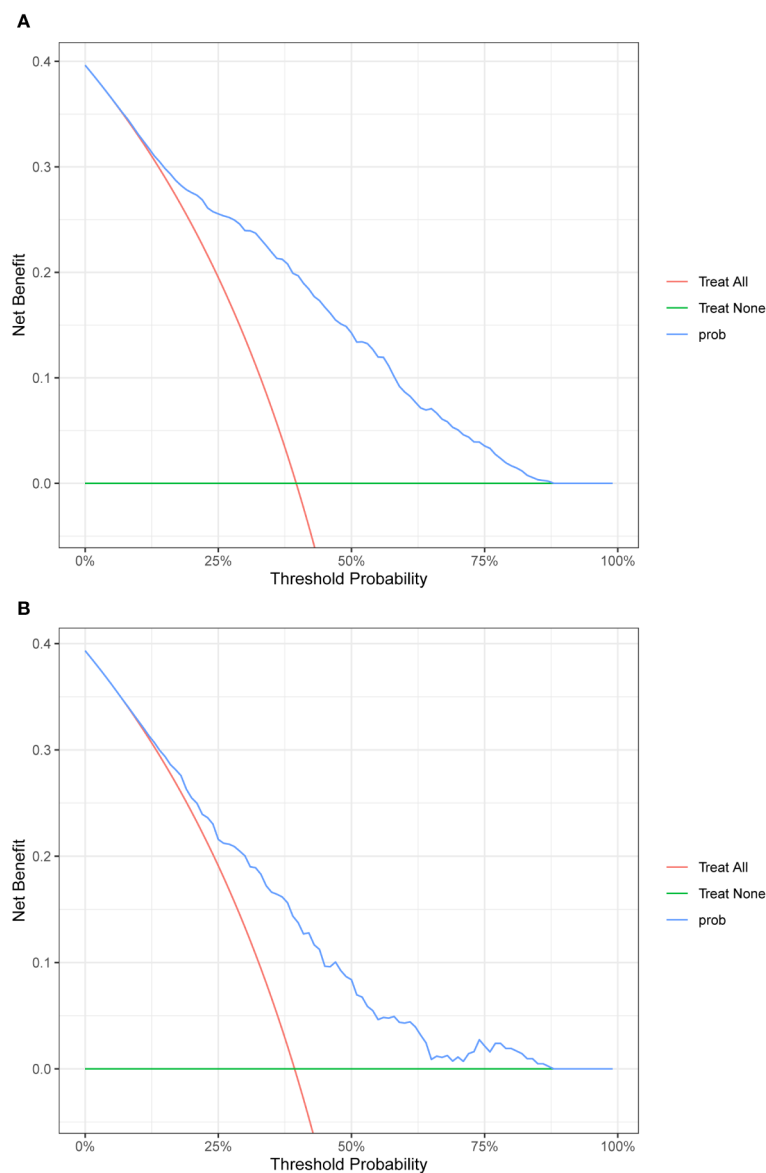 A
0.4
0.3
0.2
0.1
0.0
Net Benefit
0%
25%
50%
75%
100%
Threshold Probability
Treat All
Treat None
prob
B
0.4
0.3
0.2
0.1
0.0
Net Benefit
0%
25%
50%
75%
100%
Threshold Probability
Treat All
Treat None
prob